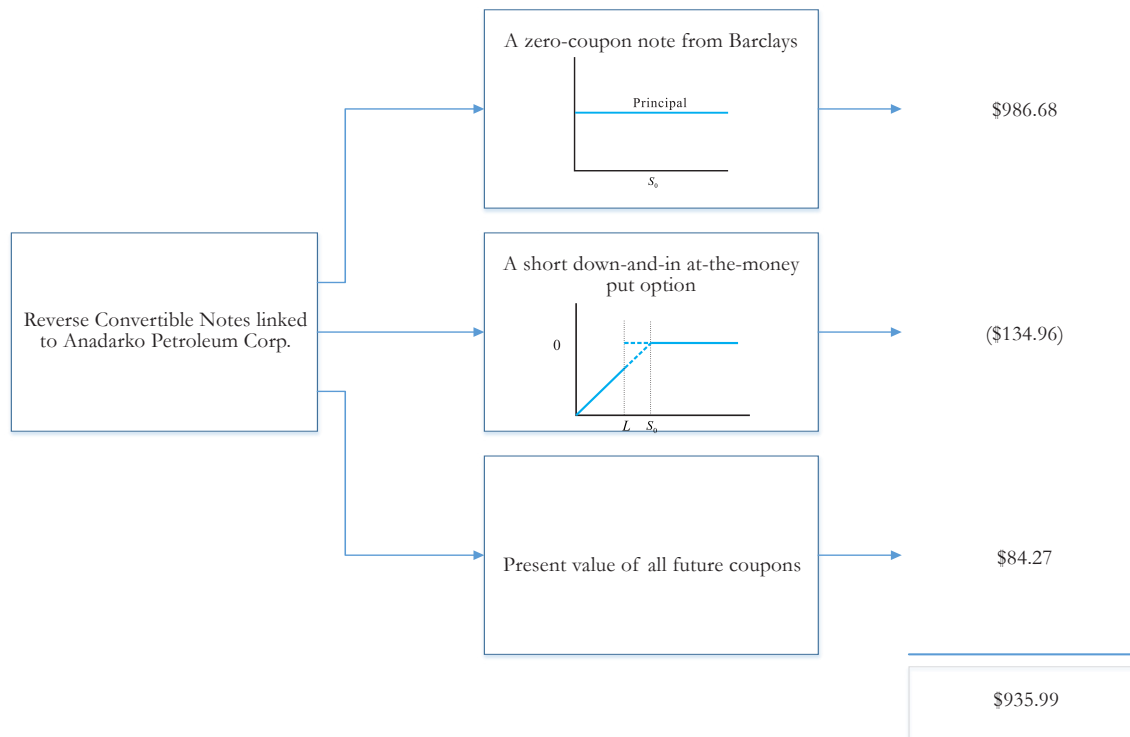 A zero-coupon note from Barclays
Principal
S₀
$986.68
Reverse Convertible Notes linked
to Anadarko Petroleum Corp.
A short down-and-in at-the-money
put option
0
L S₀
($134.96)
Present value of all future coupons
$84.27
$935.99